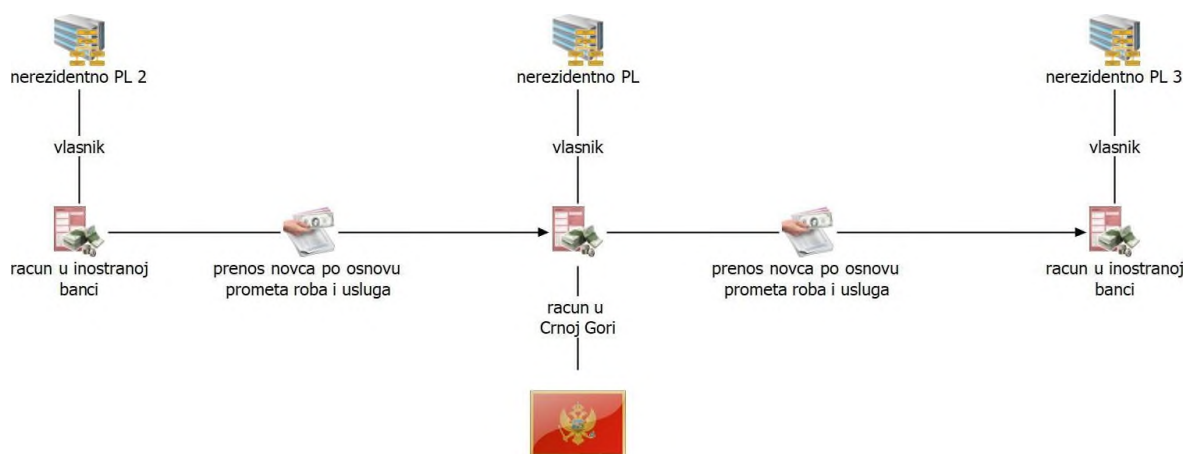 nerezidentno PL 2
nerezidentno PL
nerezidentno PL 3
vlasnik
vlasnik
vlasnik
racun u inostranoj
banci
prenos novca po osnovu
prometa roba i usluga
racun u
Crnoj Gori
prenos novca po osnovu
prometa roba i usluga
racun u inostranoj
banci